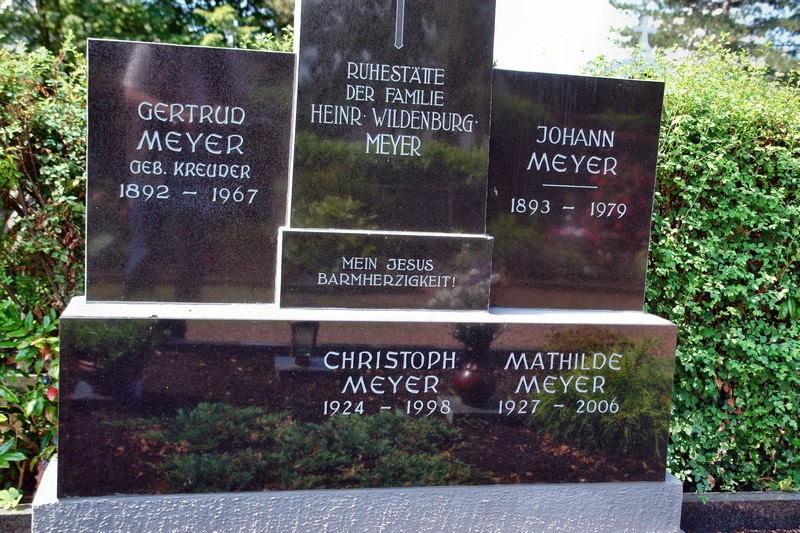 GERTRUD
MEYER
GEB. KREUDER
1892 – 1967
RUHESTÄTTE
DER FAMILIE
HEINR· WILDENBURG·
MEYER
JOHANN
MEYER
1893 – 1979
MEIN JESUS
BARMHERZIGKEIT!
CHRISTOPH
MEYER
1924 – 1998
MATHILDE
MEYER
1927 – 2006